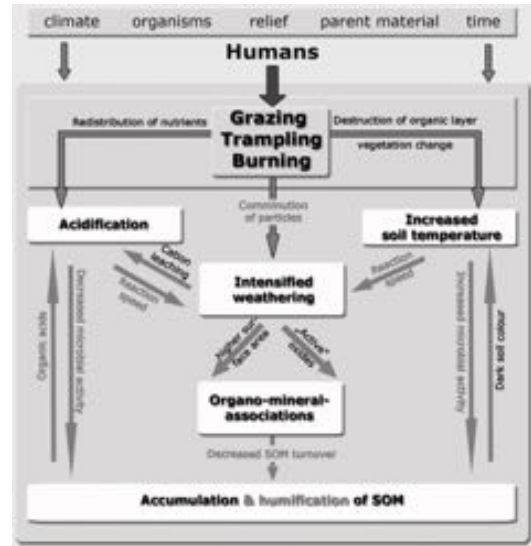 climate organisms relief parent material time
Humans
Grazing
Trampling
Burning
Redistribution of nutrients
Destruction of organic layer
vegetation change
Comminution
of particles
Acidification
Increased
soil temperature
Cation
leaching
Reaction
speed
Intensified
weathering
Reaction
speed
Organic acids
Decreased microbial activity
Increased microbial activity
Dark soil colour
higher sur-
face area
„Active"
oxides
Organo-mineral-
associations
Decreased SOM turnover
Accumulation & humification of SOM